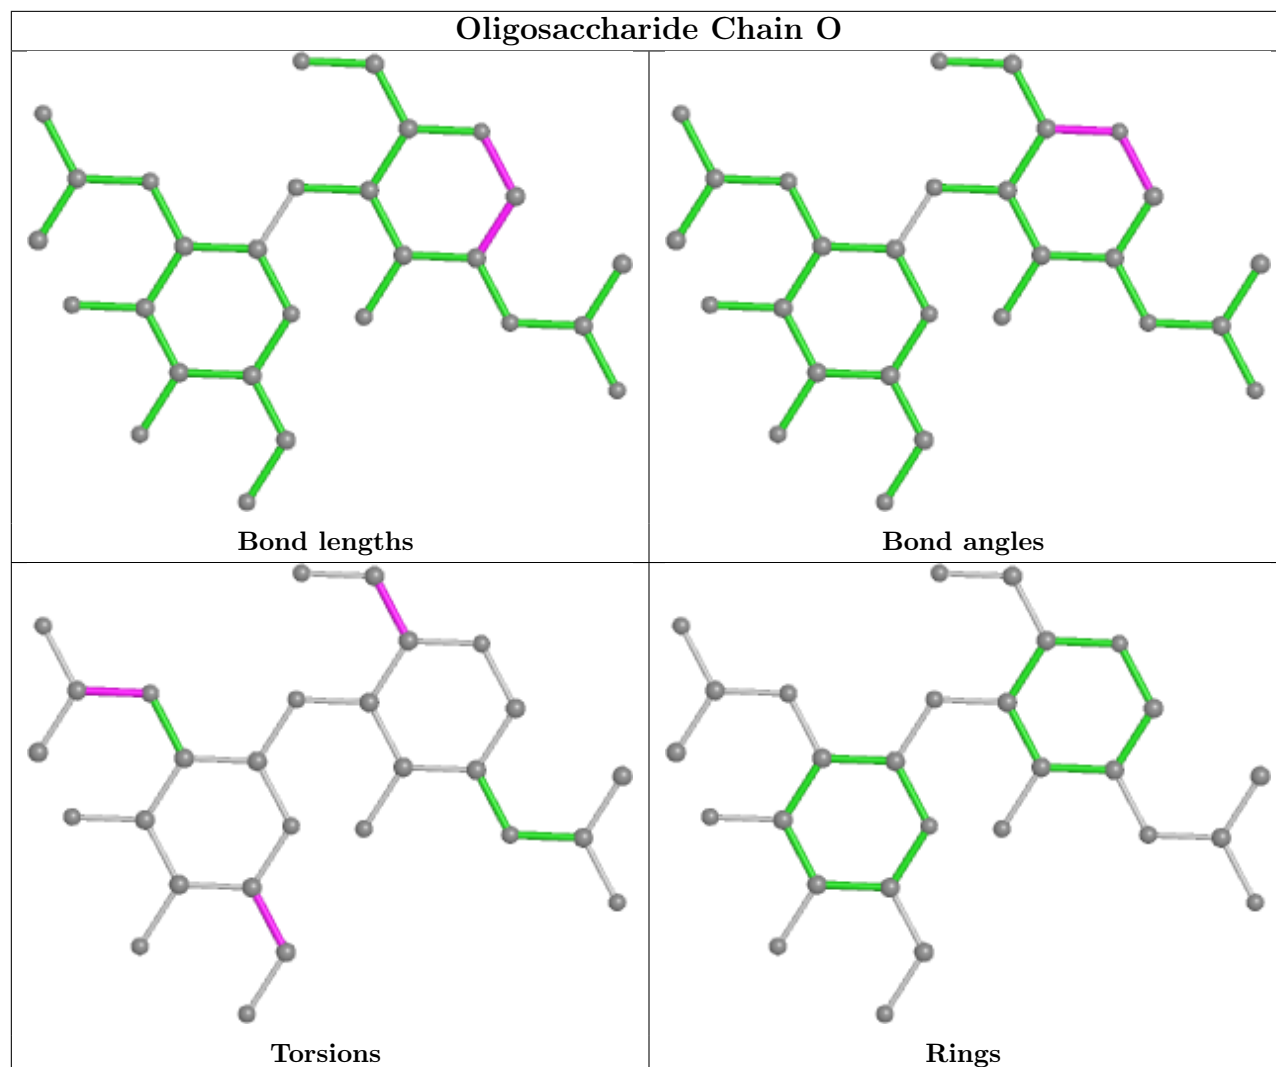 Oligosaccharide Chain O
Bond lengths
Bond angles
Torsions
Rings